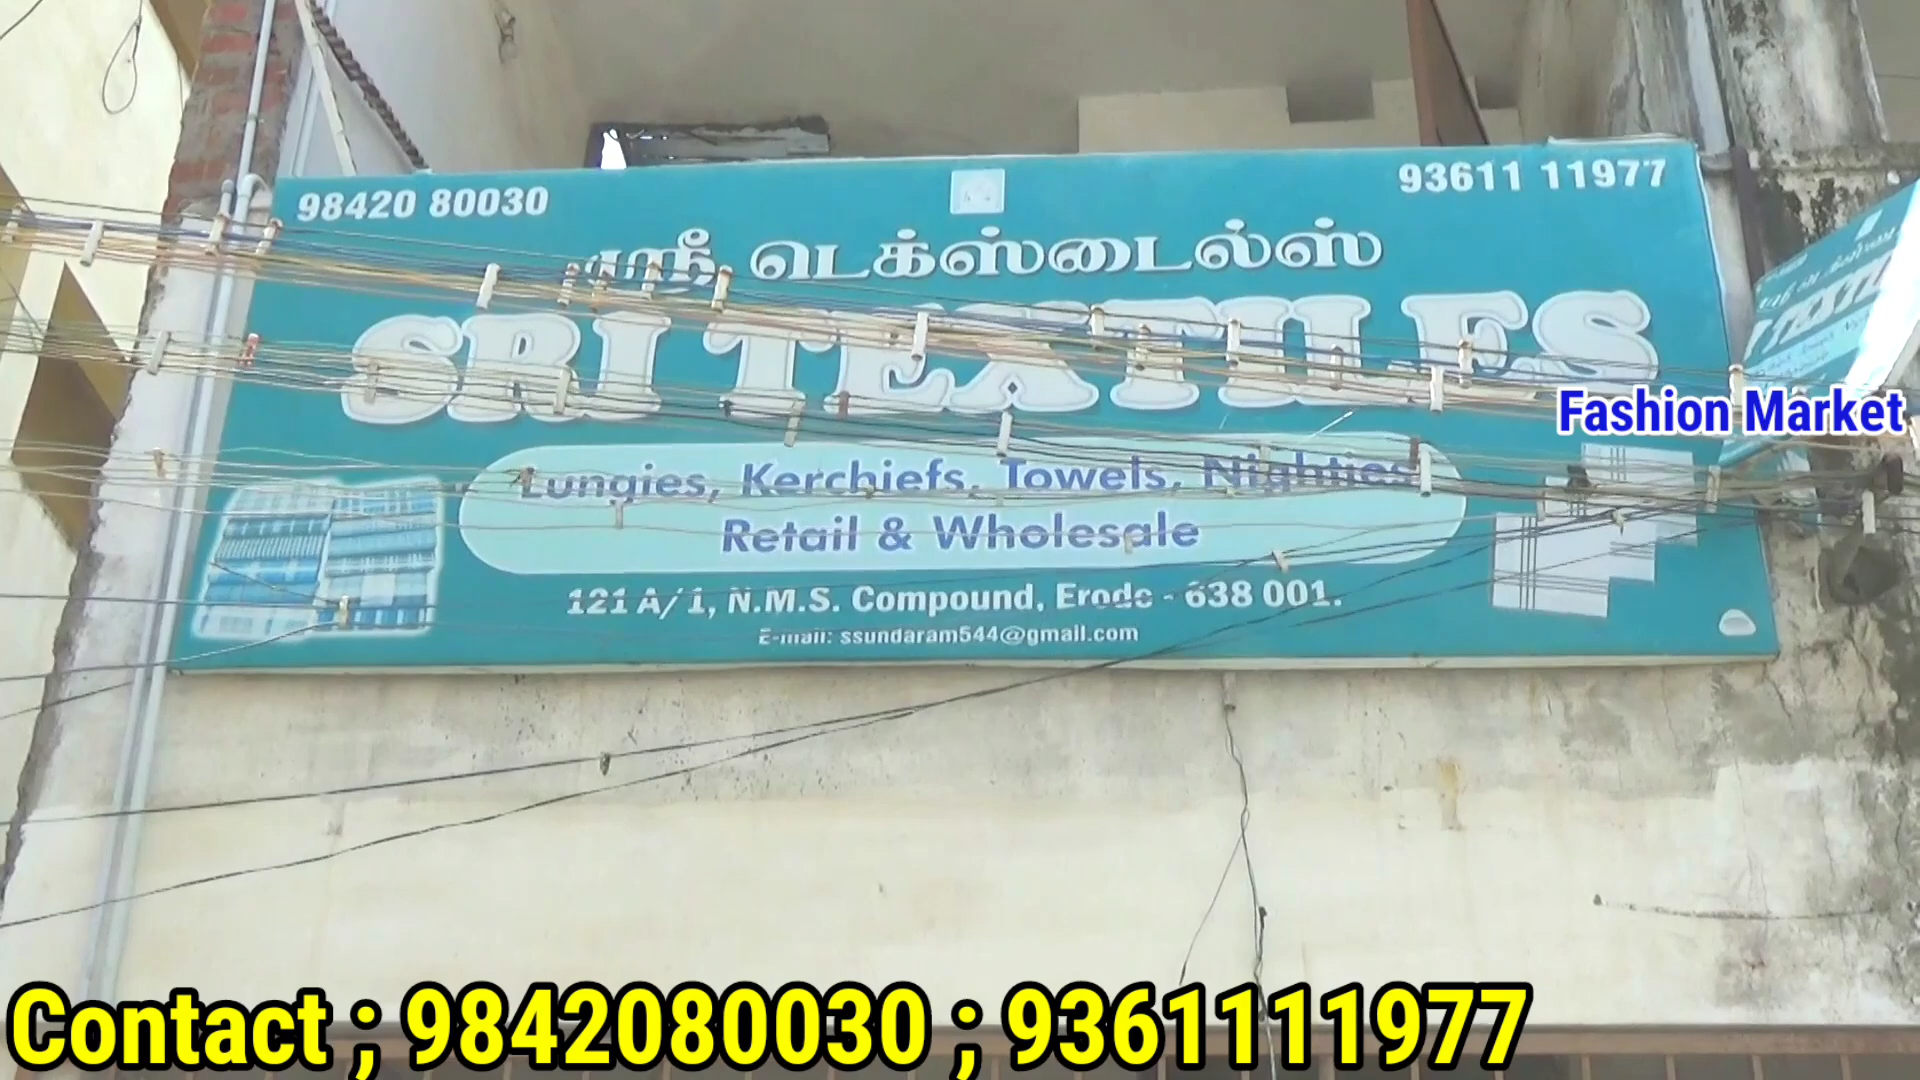 98420 80030
93611 11977
ஸ்ரீ டெக்ஸ்டைல்ஸ்
SRI TEXTILES
Fashion Market
Lungies, Kerchiefs, Towels, Nighties
Retail & Wholesale
121 A/1, N.M.S. Compound, Erode - 638 001.
E-mail: ssundaram544@gmail.com
Contact ; 9842080030 ; 9361111977